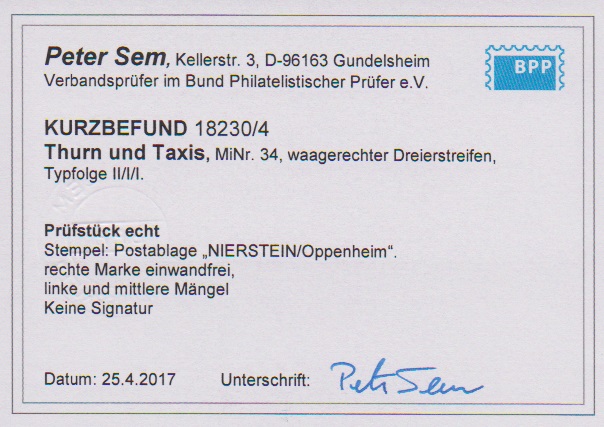 Peter Sem, Kellerstr. 3, D-96163 Gundelsheim
BPP
Verbandsprüfer im Bund Philatelistischer Prüfer e.V.
KURZBEFUND 18230/4
Thurn und Taxis, MiNr. 34, waagerechter Dreierstreifen,
Typfolge II/I/I.
Prüfstück echt
Stempel: Postablage „NIERSTEIN/Oppenheim“.
rechte Marke einwandfrei,
linke und mittlere Mängel
Keine Signatur
Datum: 25.4.2017 Unterschrift: Peter Sem